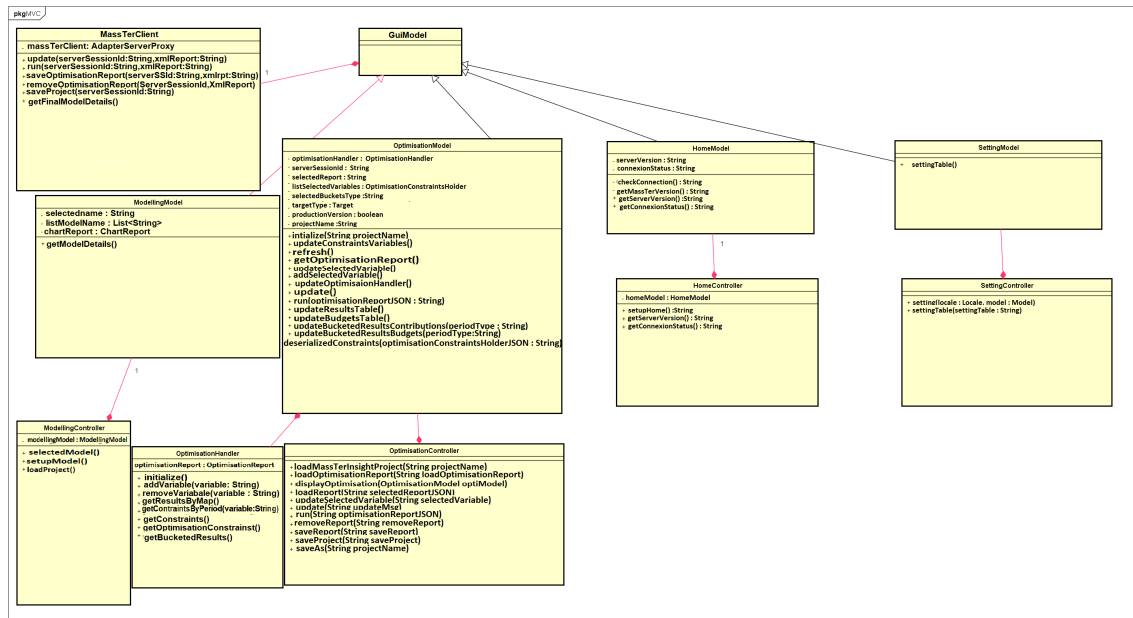 pkg MVC
MassTerClient
- massTerClient: AdapterServerProxy
+ update(serverSessionId:String,xmlReport:String)
+ run(serverSessionId:String,xmlReport:String)
+ saveOptimisationReport(serverSSId:String,xmlrpt:String)
+ removeOptimisationReport(ServerSessionId,XmlReport)
+ saveProject(serverSessionId:String)
+ getFinalModelDetails()
1
GuiModel
ModellingModel
- selectedname : String
- listModelName : List<String>
- chartReport : ChartReport
+ getModelDetails()
1
OptimisationModel
- optimisationHandler : OptimisationHandler
- serverSessionId : String
- selectedReport : String
- listSelectedVariables : OptimisationConstraintsHolder
- selectedBucketsType :String
- targetType : Target
- productionVersion : boolean
- projectName :String
+ intialize(String projectName)
+ updateConstraintsVariables()
+ refresh()
+ getOptimisationReport()
+ updateSelectedVariable()
+ addSelectedVariable()
+ updateOptimisaionHandler()
+ update()
+ run(optimisationReportJSON : String)
+ updateResultsTable()
+ updateBudgetsTable()
+ updateBucketedResultsContributions(periodType : String)
+ updateBucketedResultsBudgets(periodType:String)
deserializedConstraints(optimisationConstraintsHolderJSON : String)
HomeModel
- serverVersion : String
- connexionStatus : String
- checkConnection() : String
- getMassTerVersion() : String
+ getServerVersion() :String
+ getConnexionStatus() : String
1
SettingModel
+ settingTable()
HomeController
- homeModel : HomeModel
+ setupHome() :String
+ getServerVersion() : String
+ getConnexionStatus() : String
SettingController
+ setting(locale : Locale, model : Model)
+ settingTable(settingTable : String)
ModellingController
- modellingModel : ModellingModel
+ selectedModel()
+ setupModel()
+ loadProject()
OptimisationHandler
optimisationReport : OptimisationReport
+ initialize()
+ addVariable(variable: String)
+ removeVariabale(variable : String)
+ getResultsByMap()
+ getContraintsByPeriod(variable:String)
+ getConstraints()
+ getOptimisationConstrainst()
+ getBucketedResults()
OptimisationController
+ loadMassTerInsightProject(String projectName)
+ loadOptimisationReport(String loadOptimisationReport)
+ displayOptimisation(OptimisationModel optiModel)
+ loadReport(String selectedReportJSON)
+ updateSelectedVariable(String selectedVariable)
+ update(String updateMsg)
+ run(String optimisationReportJSON)
+ removeReport(String removeReport)
+ saveReport(String saveReport)
+ saveProject(String saveProject)
+ saveAs(String projectName)